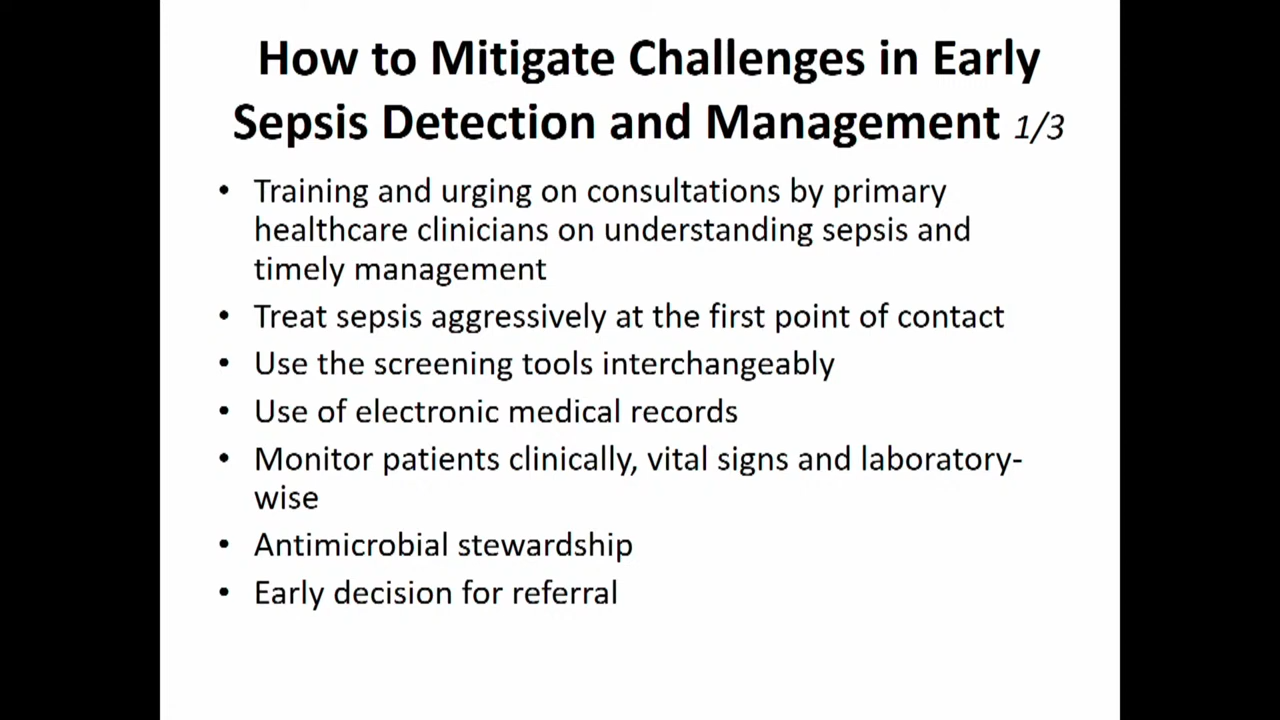 How to Mitigate Challenges in Early
Sepsis Detection and Management 1/3
• Training and urging on consultations by primary
healthcare clinicians on understanding sepsis and
timely management
• Treat sepsis aggressively at the first point of contact
• Use the screening tools interchangeably
• Use of electronic medical records
• Monitor patients clinically, vital signs and laboratory-
wise
• Antimicrobial stewardship
• Early decision for referral